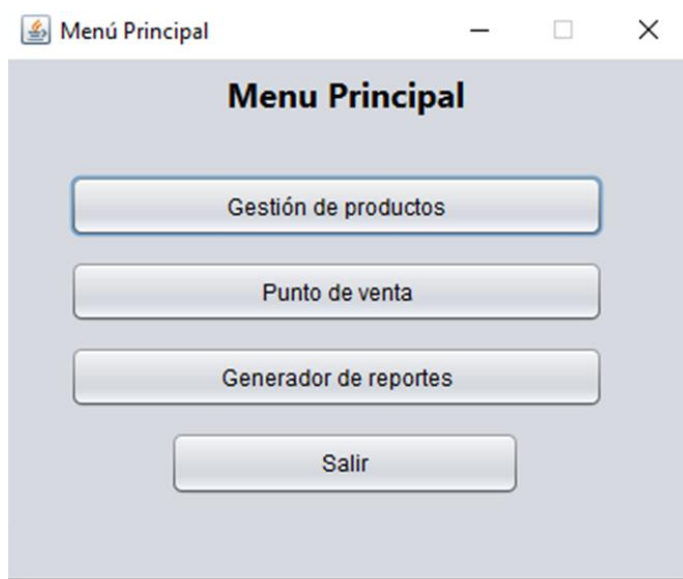 Menú Principal
Menu Principal
Gestión de productos
Punto de venta
Generador de reportes
Salir